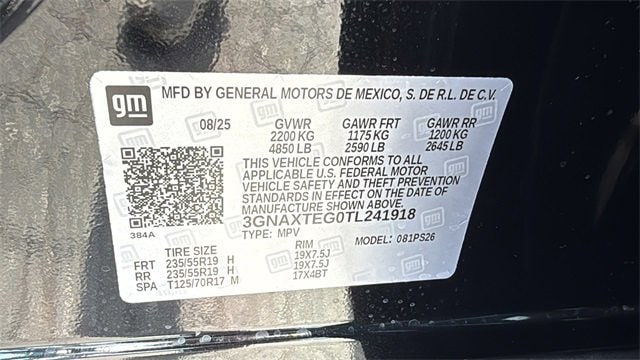 gm MFD BY GENERAL MOTORS DE MEXICO, S. DE R.L. DE C.V.
08/25 GVWR GAWR FRT GAWR RR
2200 KG 1175 KG 1200 KG
4850 LB 2590 LB 2645 LB
THIS VEHICLE CONFORMS TO ALL
APPLICABLE U.S. FEDERAL MOTOR
VEHICLE SAFETY AND THEFT PREVENTION
STANDARDS IN EFFECT ON THE DATE OF
MANUFACTURE SHOWN ABOVE.
3GNAXTEG0TL241918
384A TYPE: MPV MODEL: 081PS26
TIRE SIZE RIM
FRT 235/55R19 H 19X7.5J
RR 235/55R19 H 19X7.5J
SPA T125/70R17 M 17X4BT